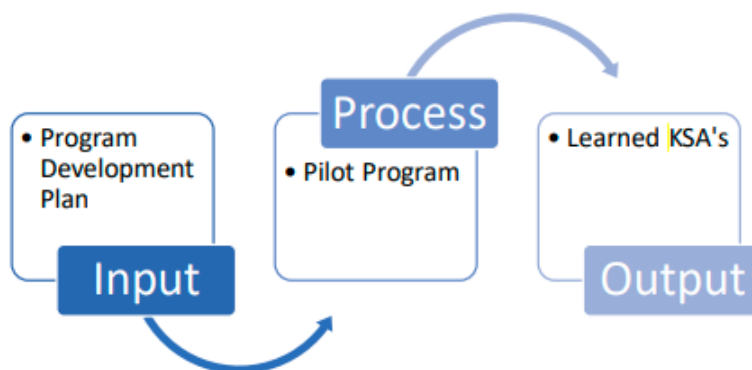 • Program
Development
Plan
Input
Process
• Pilot Program
• Learned KSA's
Output